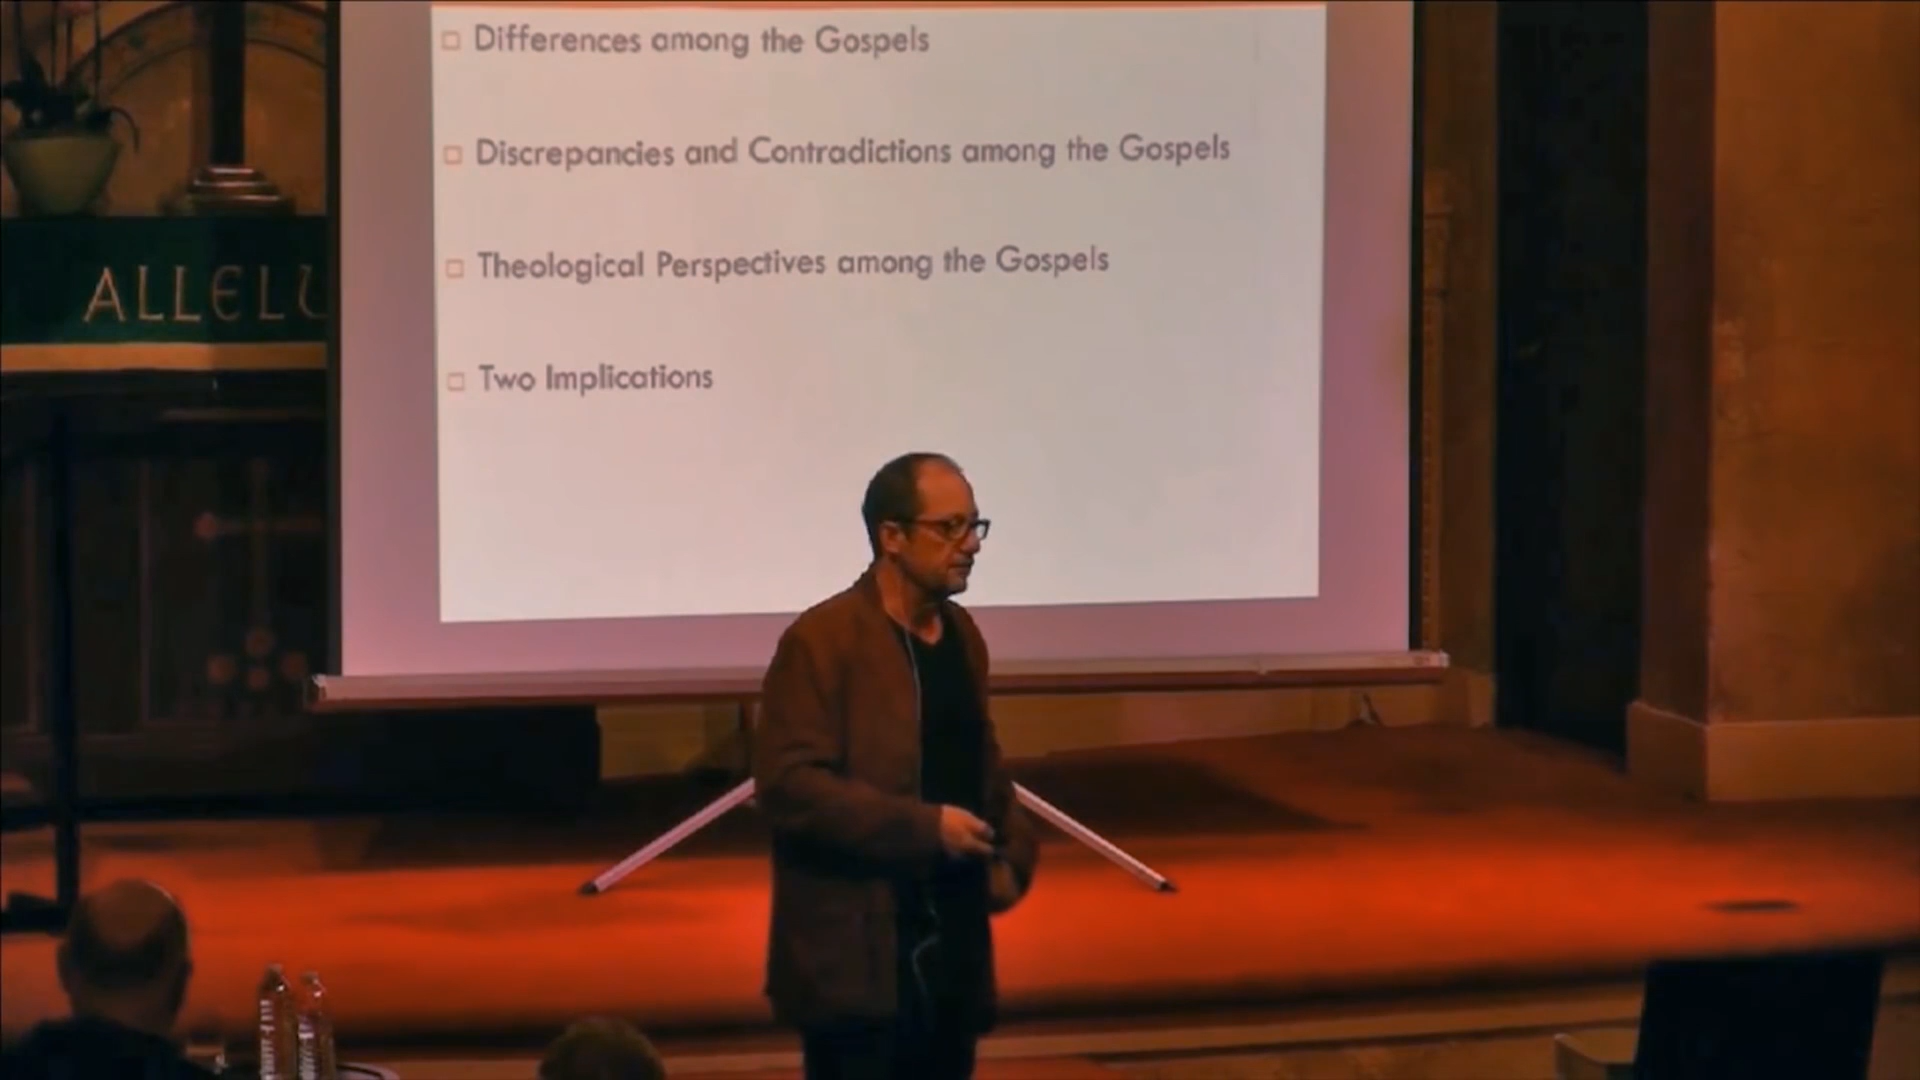 Differences among the Gospels
Discrepancies and Contradictions among the Gospels
Theological Perspectives among the Gospels
Two Implications
ALLELU